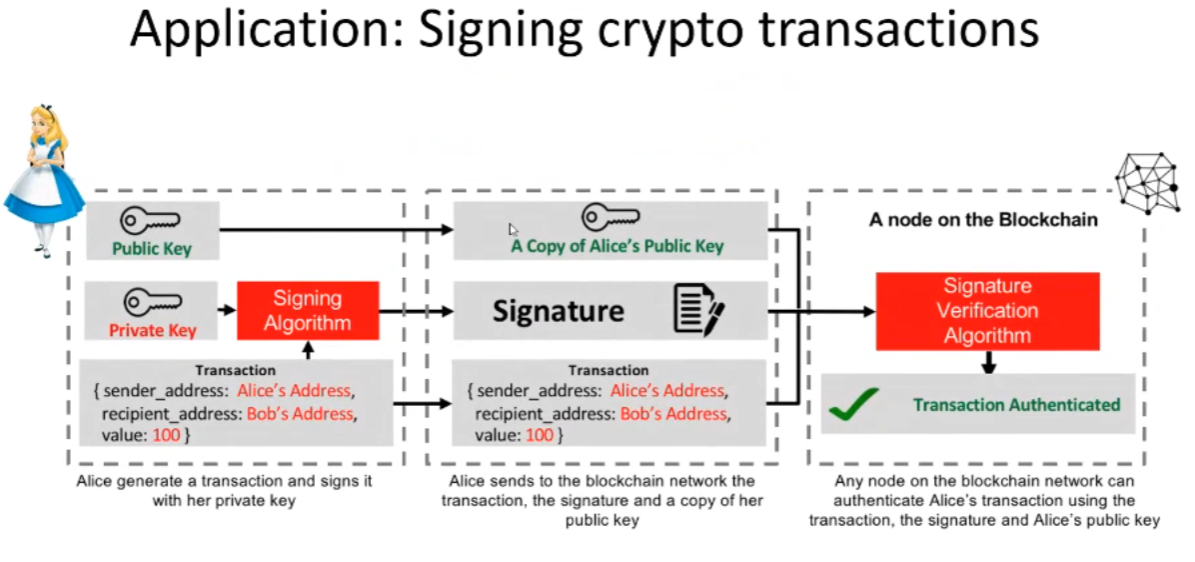 Application: Signing crypto transactions
Public Key
Private Key
Signing
Algorithm
Transaction
{ sender_address: Alice's Address,
recipient_address: Bob's Address,
value: 100 }
Alice generate a transaction and signs it
with her private key
A Copy of Alice's Public Key
Signature
Transaction
{ sender_address: Alice's Address,
recipient_address: Bob's Address,
value: 100 }
Alice sends to the blockchain network the
transaction, the signature and a copy of her
public key
A node on the Blockchain
Signature
Verification
Algorithm
Transaction Authenticated
Any node on the blockchain network can
authenticate Alice's transaction using the
transaction, the signature and Alice's public key